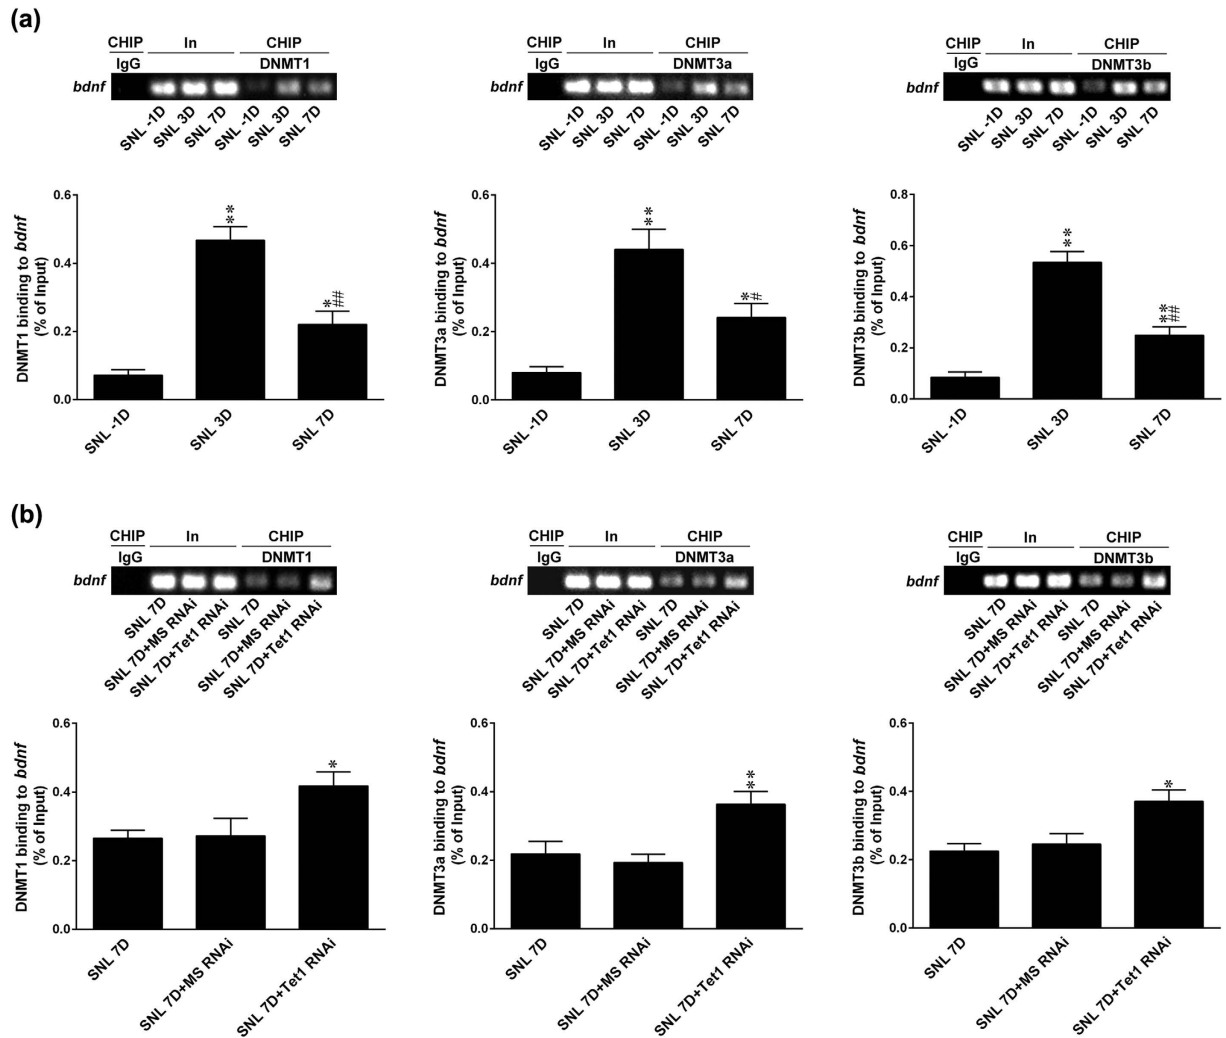 (a)
CHIP In CHIP
IgG DNMT1
bdnf
SNL -1D SNL 3D SNL 7D SNL -1D SNL 3D SNL 7D
DNMT1 binding to bdnf
(% of Input)
0.6
0.4
0.2
0.0
**
*##
SNL -1D SNL 3D SNL 7D
CHIP In CHIP
IgG DNMT3a
bdnf
SNL -1D SNL 3D SNL 7D SNL -1D SNL 3D SNL 7D
DNMT3a binding to bdnf
(% of Input)
0.6
0.4
0.2
0.0
**
*#
SNL -1D SNL 3D SNL 7D
CHIP In CHIP
IgG DNMT3b
bdnf
SNL -1D SNL 3D SNL 7D SNL -1D SNL 3D SNL 7D
DNMT3b binding to bdnf
(% of Input)
0.8
0.6
0.4
0.2
0.0
**
**##
SNL -1D SNL 3D SNL 7D
(b)
CHIP In CHIP
IgG DNMT1
bdnf
SNL 7D SNL 7D+MS RNAi SNL 7D+Tet1 RNAi SNL 7D SNL 7D+MS RNAi SNL 7D+Tet1 RNAi
DNMT1 binding to bdnf
(% of Input)
0.6
0.4
0.2
0.0
*
SNL 7D SNL 7D+MS RNAi SNL 7D+Tet1 RNAi
CHIP In CHIP
IgG DNMT3a
bdnf
SNL 7D SNL 7D+MS RNAi SNL 7D+Tet1 RNAi SNL 7D SNL 7D+MS RNAi SNL 7D+Tet1 RNAi
DNMT3a binding to bdnf
(% of Input)
0.6
0.4
0.2
0.0
**
SNL 7D SNL 7D+MS RNAi SNL 7D+Tet1 RNAi
CHIP In CHIP
IgG DNMT3b
bdnf
SNL 7D SNL 7D+MS RNAi SNL 7D+Tet1 RNAi SNL 7D SNL 7D+MS RNAi SNL 7D+Tet1 RNAi
DNMT3b binding to bdnf
(% of Input)
0.6
0.4
0.2
0.0
*
SNL 7D SNL 7D+MS RNAi SNL 7D+Tet1 RNAi